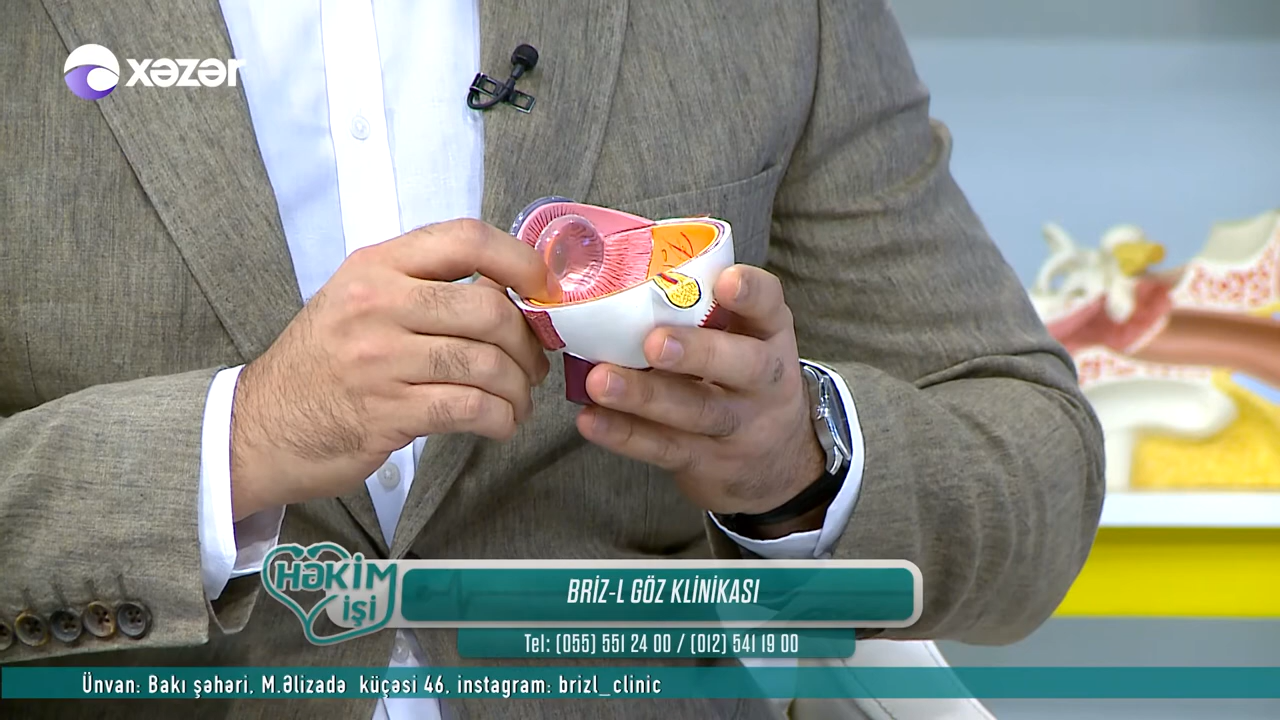 xəzər
HəKİM
işi
BRİZ-L GÖZ KLİNİKASI
Tel: (055) 551 24 00 / (012) 541 19 00
Ünvan: Bakı şəhəri, M.Əlizadə küçəsi 46, instagram: brizl_clinic